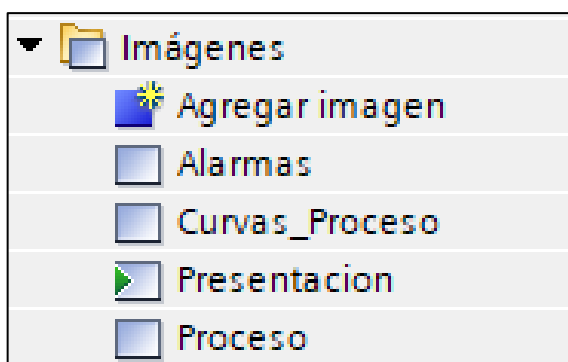 Imágenes
Agregar imagen
Alarmas
Curvas_Proceso
Presentacion
Proceso